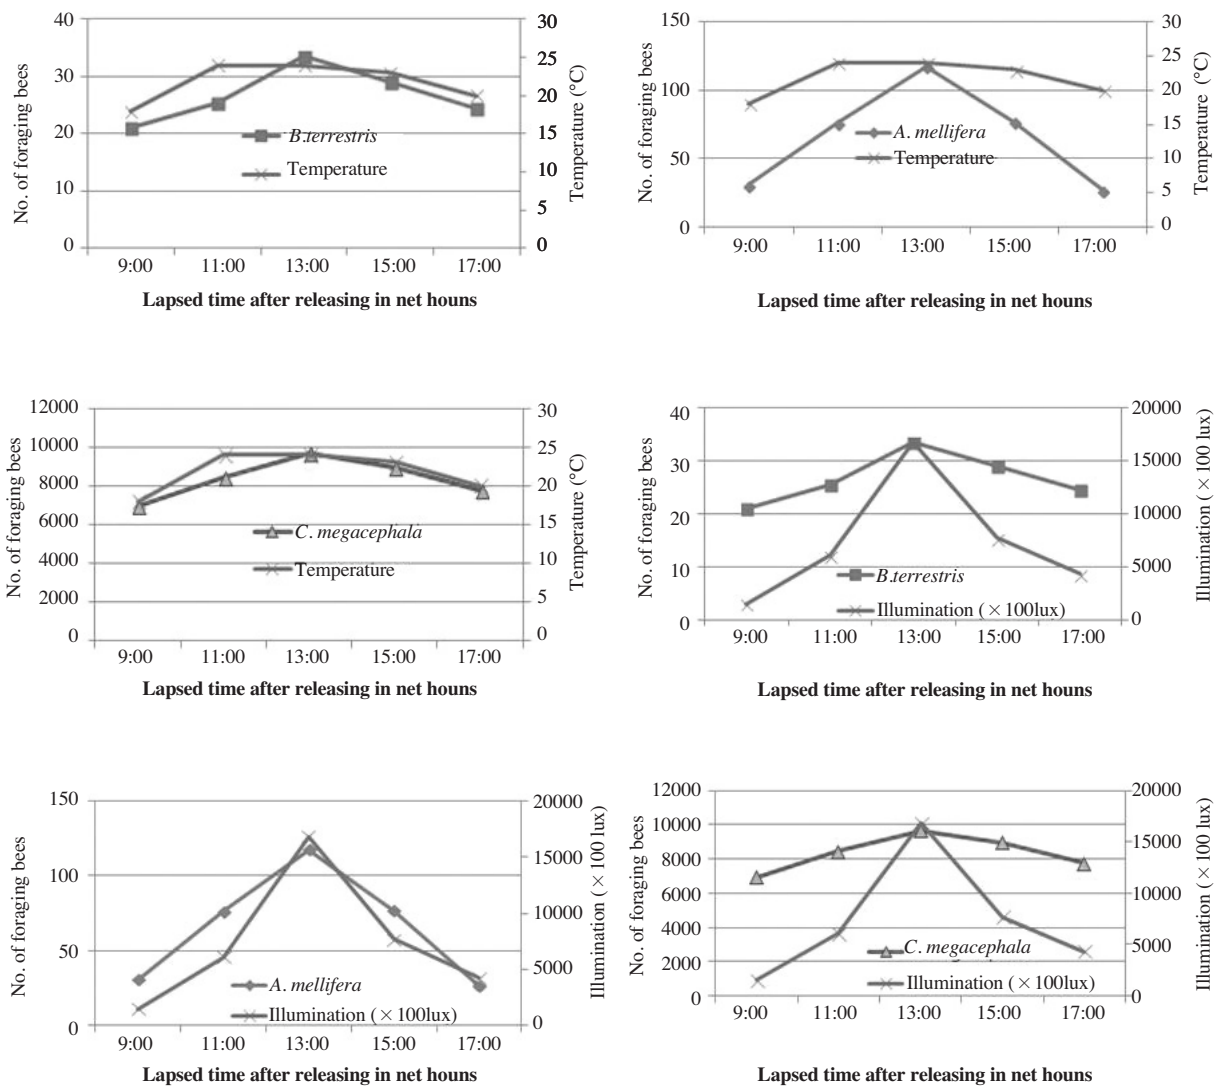 40
30
20
10
0
No. of foraging bees
30
25
20
15
10
5
0
Temperature (°C)
B.terrestris
Temperature
9:00 11:00 13:00 15:00 17:00
Lapsed time after releasing in net houns
150
100
50
0
No. of foraging bees
30
25
20
15
10
5
0
Temperature (°C)
A. mellifera
Temperature
9:00 11:00 13:00 15:00 17:00
Lapsed time after releasing in net houns
12000
10000
8000
6000
4000
2000
0
No. of foraging bees
30
25
20
15
10
5
0
Temperature (°C)
C. megacephala
Temperature
9:00 11:00 13:00 15:00 17:00
Lapsed time after releasing in net houns
40
30
20
10
0
No. of foraging bees
20000
15000
10000
5000
0
Illumination (×100 lux)
B.terrestris
Illumination (×100lux)
9:00 11:00 13:00 15:00 17:00
Lapsed time after releasing in net houns
150
100
50
0
No. of foraging bees
20000
15000
10000
5000
0
Illumination (×100 lux)
A. mellifera
Illumination (×100lux)
9:00 11:00 13:00 15:00 17:00
Lapsed time after releasing in net houns
12000
10000
8000
6000
4000
2000
0
No. of foraging bees
20000
15000
10000
5000
0
Illumination (×100 lux)
C. megacephala
Illumination (×100lux)
9:00 11:00 13:00 15:00 17:00
Lapsed time after releasing in net houns